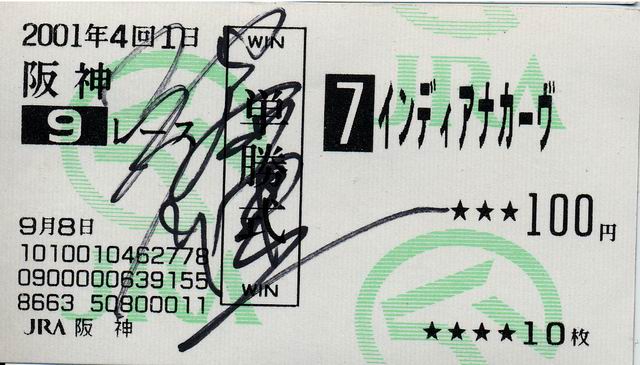 2001年4回1日
阪神
9レース
WIN
単勝式
WIN
7 インディアナカーヴ
★★★100円
9月8日
1010010462778
0900000639155
8663 50800011
JRA 阪神
★★★★10枚
JRA
JRA